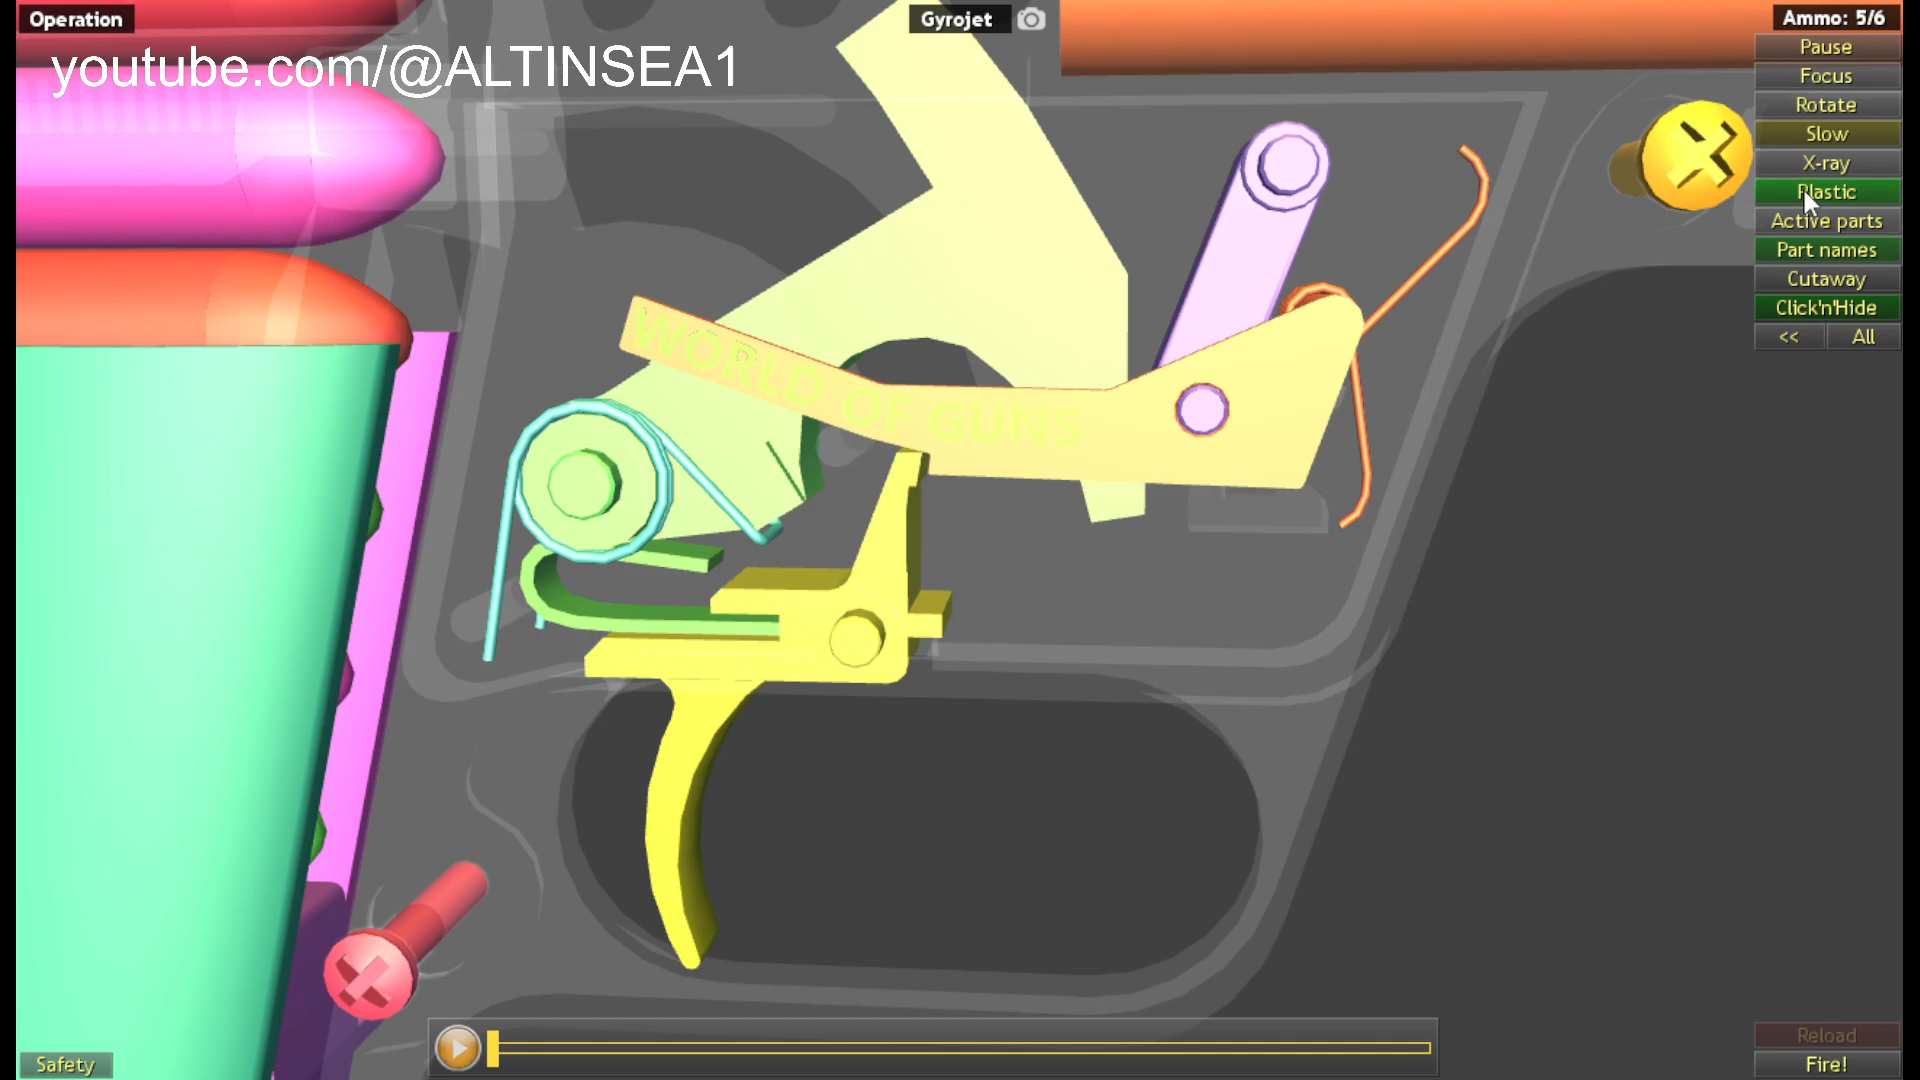 Operation
Gyrojet
Ammo: 5/6
youtube.com/@ALTINSEA1
Pause
Focus
Rotate
Slow
X-ray
Plastic
Active parts
Part names
Cutaway
Click'n'Hide
<<
All
WORLD OF GUNS
Safety
Reload
Fire!